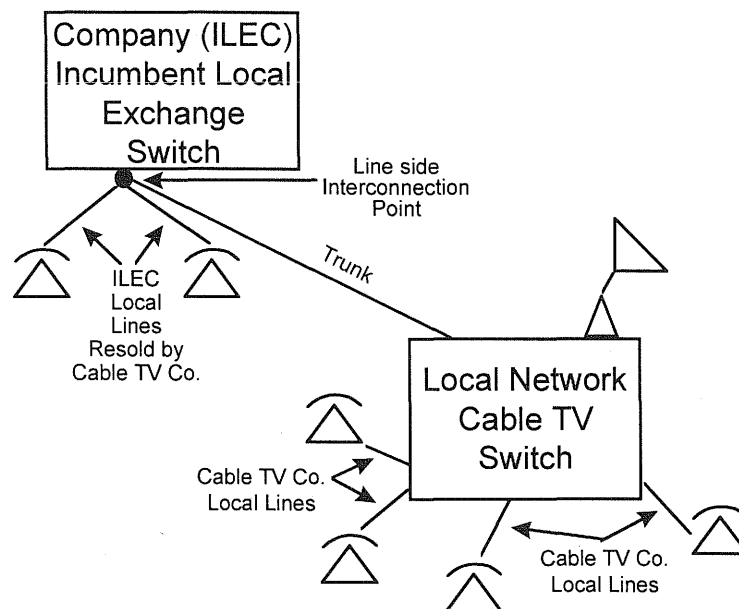 Company (ILEC)
Incumbent Local
Exchange
Switch
Line side
Interconnection
Point
Trunk
ILEC
Local
Lines
Resold by
Cable TV Co.
Local Network
Cable TV
Switch
Cable TV Co.
Local Lines
Cable TV Co.
Local Lines